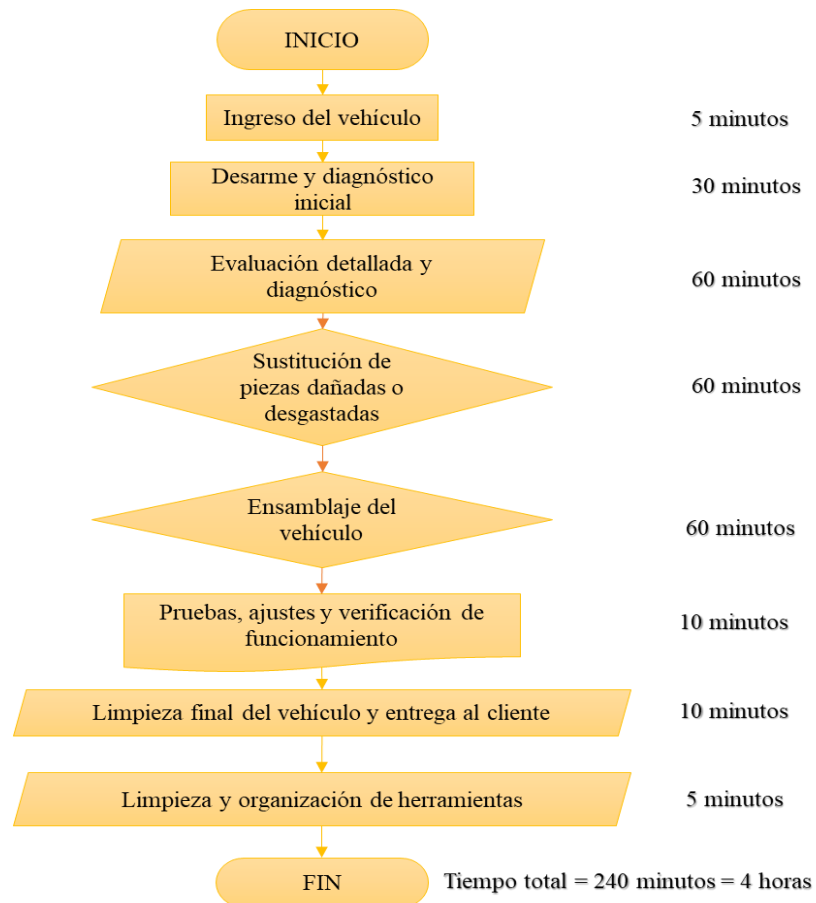 INICIO
Ingreso del vehículo
5 minutos
Desarme y diagnóstico
inicial
30 minutos
Evaluación detallada y
diagnóstico
60 minutos
Sustitución de
piezas dañadas o
desgastadas
60 minutos
Ensamblaje del
vehículo
60 minutos
Pruebas, ajustes y verificación de
funcionamiento
10 minutos
Limpieza final del vehículo y entrega al cliente
10 minutos
Limpieza y organización de herramientas
5 minutos
FIN
Tiempo total = 240 minutos = 4 horas